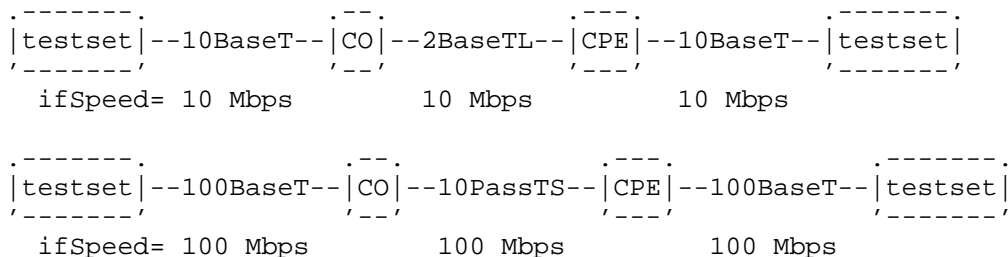 .-------.             .--.            .---.            .-------.
|testset|--10BaseT--|CO|--2BaseTL--|CPE|--10BaseT--|testset|
'-------'             '--'            '---'            '-------'
ifSpeed= 10 Mbps 10 Mbps 10 Mbps
.-------.              .--.             .---.             .-------.
|testset|--100BaseT--|CO|--10PassTS--|CPE|--100BaseT--|testset|
'-------'              '--'             '---'             '-------'
ifSpeed= 100 Mbps 100 Mbps 100 Mbps